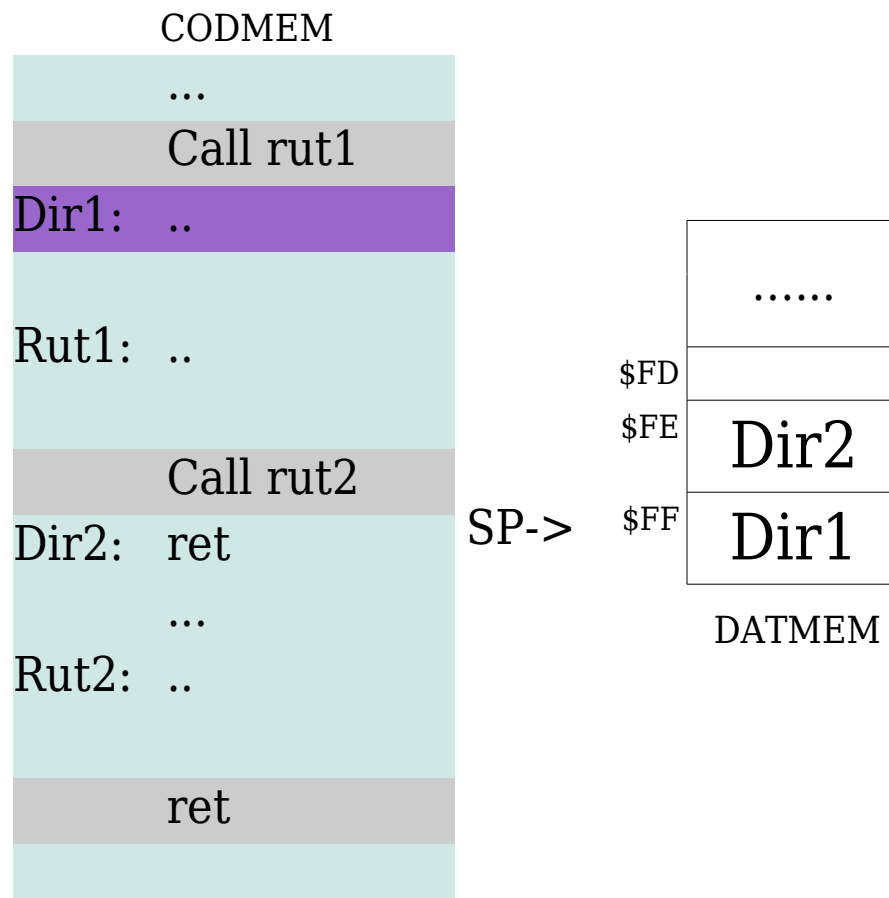 CODMEM
...
Call rut1
Dir1: ..
Rut1: ..
Call rut2
Dir2: ret
...
Rut2: ..
ret
SP->
......
$FD
$FE Dir2
$FF Dir1
DATMEM